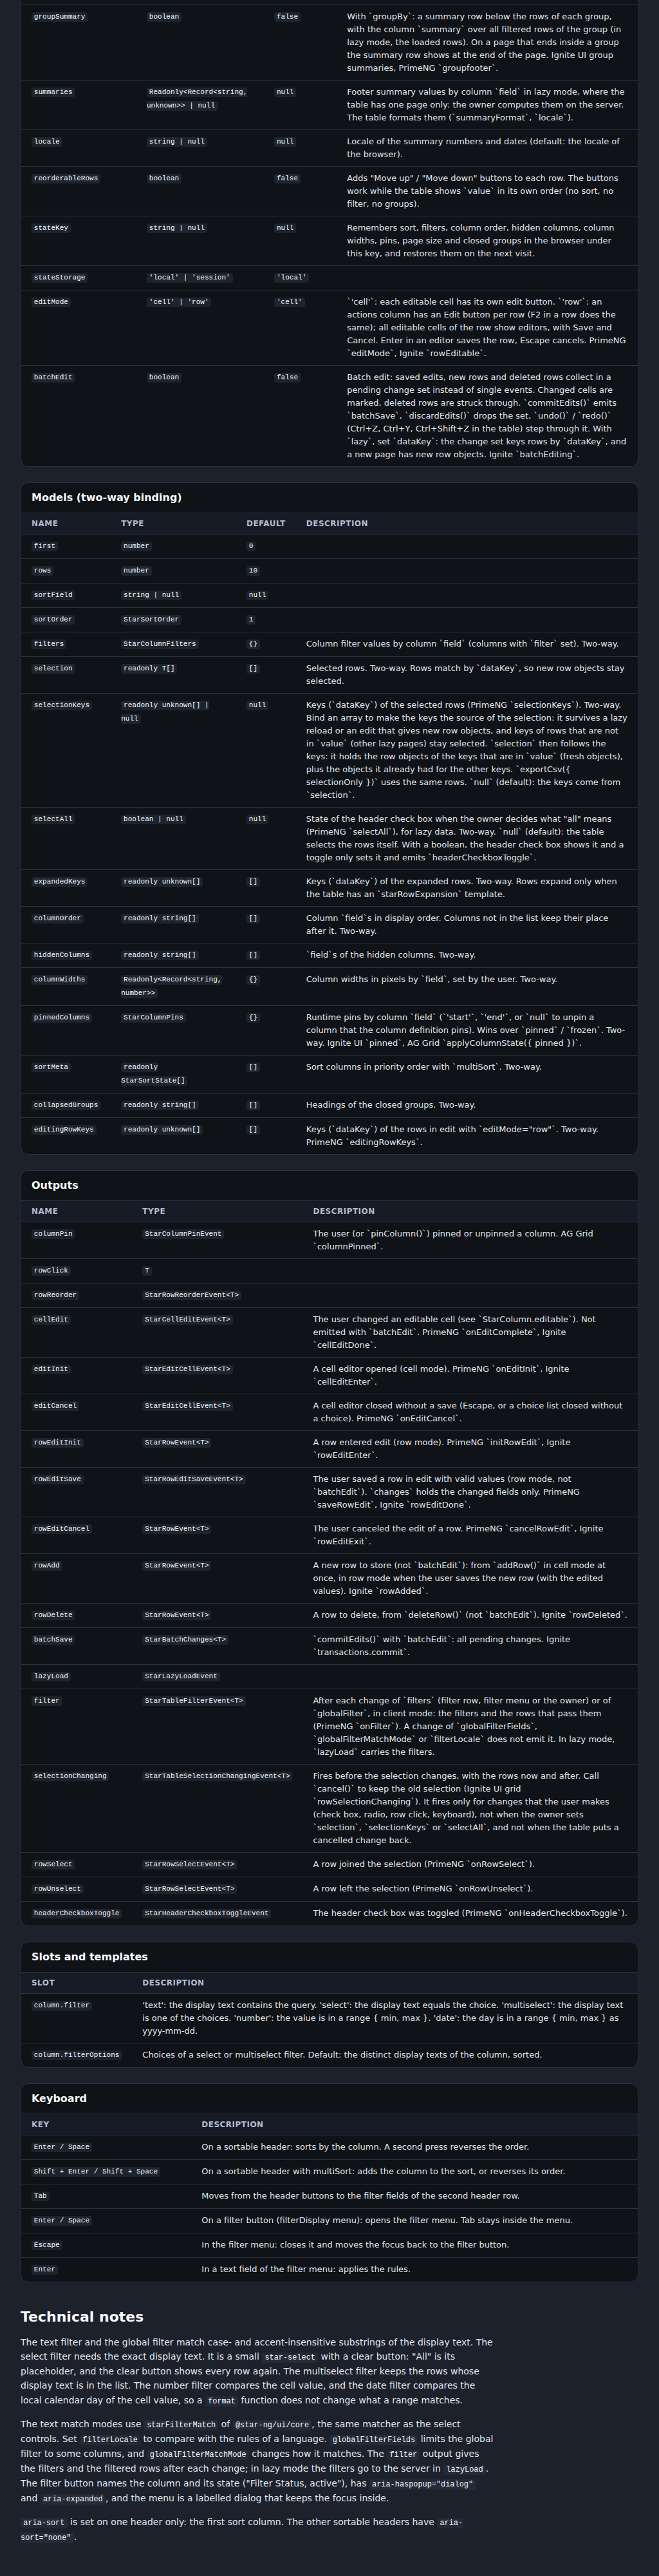 groupSummary boolean false With `groupBy`: a summary row below the rows of each group,
with the column `summary` over all filtered rows of the group (in
lazy mode, the loaded rows). On a page that ends inside a group
the summary row shows at the end of the page. Ignite UI group
summaries, PrimeNG `groupfooter`.
summaries Readonly<Record<string, null Footer summary values by column `field` in lazy mode, where the
unknown>> | null table has one page only: the owner computes them on the server.
The table formats them (`summaryFormat`, `locale`).
locale string | null null Locale of the summary numbers and dates (default: the locale of
the browser).
reorderableRows boolean false Adds "Move up" / "Move down" buttons to each row. The buttons
work while the table shows `value` in its own order (no sort, no
filter, no groups).
stateKey string | null null Remembers sort, filters, column order, hidden columns, column
widths, pins, page size and closed groups in the browser under
this key, and restores them on the next visit.
stateStorage 'local' | 'session' 'local'
editMode 'cell' | 'row' 'cell' `'cell'`: each editable cell has its own edit button. `'row'`: an
actions column has an Edit button per row (F2 in a row does the
same); all editable cells of the row show editors, with Save and
Cancel. Enter in an editor saves the row, Escape cancels. PrimeNG
`editMode`, Ignite `rowEditable`.
batchEdit boolean false Batch edit: saved edits, new rows and deleted rows collect in a
pending change set instead of single events. Changed cells are
marked, deleted rows are struck through. `commitEdits()` emits
`batchSave`, `discardEdits()` drops the set, `undo()` / `redo()`
(Ctrl+Z, Ctrl+Y, Ctrl+Shift+Z in the table) step through it. With
`lazy`, set `dataKey`: the change set keys rows by `dataKey`, and
a new page has new row objects. Ignite `batchEditing`.
Models (two-way binding)
NAME TYPE DEFAULT DESCRIPTION
first number 0
rows number 10
sortField string | null null
sortOrder StarSortOrder 1
filters StarColumnFilters {} Column filter values by column `field` (columns with `filter` set). Two-way.
selection readonly T[] [] Selected rows. Two-way. Rows match by `dataKey`, so new row objects stay
selected.
selectionKeys readonly unknown[] | null Keys (`dataKey`) of the selected rows (PrimeNG `selectionKeys`). Two-way.
null Bind an array to make the keys the source of the selection: it survives a lazy
reload or an edit that gives new row objects, and keys of rows that are not
in `value` (other lazy pages) stay selected. `selection` then follows the
keys: it holds the row objects of the keys that are in `value` (fresh objects),
plus the objects it already had for the other keys. `exportCsv({
selectionOnly })` uses the same rows. `null` (default): the keys come from
`selection`.
selectAll boolean | null null State of the header check box when the owner decides what "all" means
(PrimeNG `selectAll`), for lazy data. Two-way. `null` (default): the table
selects the rows itself. With a boolean, the header check box shows it and a
toggle only sets it and emits `headerCheckboxToggle`.
expandedKeys readonly unknown[] [] Keys (`dataKey`) of the expanded rows. Two-way. Rows expand only when
the table has an `starRowExpansion` template.
columnOrder readonly string[] [] Column `field`s in display order. Columns not in the list keep their place
after it. Two-way.
hiddenColumns readonly string[] [] `field`s of the hidden columns. Two-way.
columnWidths Readonly<Record<string, {} Column widths in pixels by `field`, set by the user. Two-way.
number>>
pinnedColumns StarColumnPins {} Runtime pins by column `field` (`'start'`, `'end'`, or `null` to unpin a
column that the column definition pins). Wins over `pinned` / `frozen`. Two-
way. Ignite UI `pinned`, AG Grid `applyColumnState({ pinned })`.
sortMeta readonly [] Sort columns in priority order with `multiSort`. Two-way.
StarSortState[]
collapsedGroups readonly string[] [] Headings of the closed groups. Two-way.
editingRowKeys readonly unknown[] [] Keys (`dataKey`) of the rows in edit with `editMode="row"`. Two-way.
PrimeNG `editingRowKeys`.
Outputs
NAME TYPE DESCRIPTION
columnPin StarColumnPinEvent The user (or `pinColumn()`) pinned or unpinned a column. AG Grid
`columnPinned`.
rowClick T
rowReorder StarRowReorderEvent<T>
cellEdit StarCellEditEvent<T> The user changed an editable cell (see `StarColumn.editable`). Not
emitted with `batchEdit`. PrimeNG `onEditComplete`, Ignite
`cellEditDone`.
editInit StarEditCellEvent<T> A cell editor opened (cell mode). PrimeNG `onEditInit`, Ignite
`cellEditEnter`.
editCancel StarEditCellEvent<T> A cell editor closed without a save (Escape, or a choice list closed without
a choice). PrimeNG `onEditCancel`.
rowEditInit StarRowEvent<T> A row entered edit (row mode). PrimeNG `initRowEdit`, Ignite
`rowEditEnter`.
rowEditSave StarRowEditSaveEvent<T> The user saved a row in edit with valid values (row mode, not
`batchEdit`). `changes` holds the changed fields only. PrimeNG
`saveRowEdit`, Ignite `rowEditDone`.
rowEditCancel StarRowEvent<T> The user canceled the edit of a row. PrimeNG `cancelRowEdit`, Ignite
`rowEditExit`.
rowAdd StarRowEvent<T> A new row to store (not `batchEdit`): from `addRow()` in cell mode at
once, in row mode when the user saves the new row (with the edited
values). Ignite `rowAdded`.
rowDelete StarRowEvent<T> A row to delete, from `deleteRow()` (not `batchEdit`). Ignite `rowDeleted`.
batchSave StarBatchChanges<T> `commitEdits()` with `batchEdit`: all pending changes. Ignite
`transactions.commit`.
lazyLoad StarLazyLoadEvent
filter StarTableFilterEvent<T> After each change of `filters` (filter row, filter menu or the owner) or of
`globalFilter`, in client mode: the filters and the rows that pass them
(PrimeNG `onFilter`). A change of `globalFilterFields`,
`globalFilterMatchMode` or `filterLocale` does not emit it. In lazy mode,
`lazyLoad` carries the filters.
selectionChanging StarTableSelectionChangingEvent<T> Fires before the selection changes, with the rows now and after. Call
`cancel()` to keep the old selection (Ignite UI grid
`rowSelectionChanging`). It fires only for changes that the user makes
(check box, radio, row click, keyboard), not when the owner sets
`selection`, `selectionKeys` or `selectAll`, and not when the table puts a
cancelled change back.
rowSelect StarRowSelectEvent<T> A row joined the selection (PrimeNG `onRowSelect`).
rowUnselect StarRowSelectEvent<T> A row left the selection (PrimeNG `onRowUnselect`).
headerCheckboxToggle StarHeaderCheckboxToggleEvent The header check box was toggled (PrimeNG `onHeaderCheckboxToggle`).
Slots and templates
SLOT DESCRIPTION
column.filter 'text': the display text contains the query. 'select': the display text equals the choice. 'multiselect': the display text
is one of the choices. 'number': the value is in a range { min, max }. 'date': the day is in a range { min, max } as
yyyy-mm-dd.
column.filterOptions Choices of a select or multiselect filter. Default: the distinct display texts of the column, sorted.
Keyboard
KEY DESCRIPTION
Enter / Space On a sortable header: sorts by the column. A second press reverses the order.
Shift + Enter / Shift + Space On a sortable header with multiSort: adds the column to the sort, or reverses its order.
Tab Moves from the header buttons to the filter fields of the second header row.
Enter / Space On a filter button (filterDisplay menu): opens the filter menu. Tab stays inside the menu.
Escape In the filter menu: closes it and moves the focus back to the filter button.
Enter In a text field of the filter menu: applies the rules.
Technical notes
The text filter and the global filter match case- and accent-insensitive substrings of the display text. The
select filter needs the exact display text. It is a small star-select with a clear button: "All" is its
placeholder, and the clear button shows every row again. The multiselect filter keeps the rows whose
display text is in the list. The number filter compares the cell value, and the date filter compares the
local calendar day of the cell value, so a format function does not change what a range matches.
The text match modes use starFilterMatch of @star-ng/ui/core, the same matcher as the select
controls. Set filterLocale to compare with the rules of a language. globalFilterFields limits the global
filter to some columns, and globalFilterMatchMode changes how it matches. The filter output gives
the filters and the filtered rows after each change; in lazy mode the filters go to the server in lazyLoad.
The filter button names the column and its state ("Filter Status, active"), has aria-haspopup="dialog"
and aria-expanded, and the menu is a labelled dialog that keeps the focus inside.
aria-sort is set on one header only: the first sort column. The other sortable headers have aria-
sort="none".